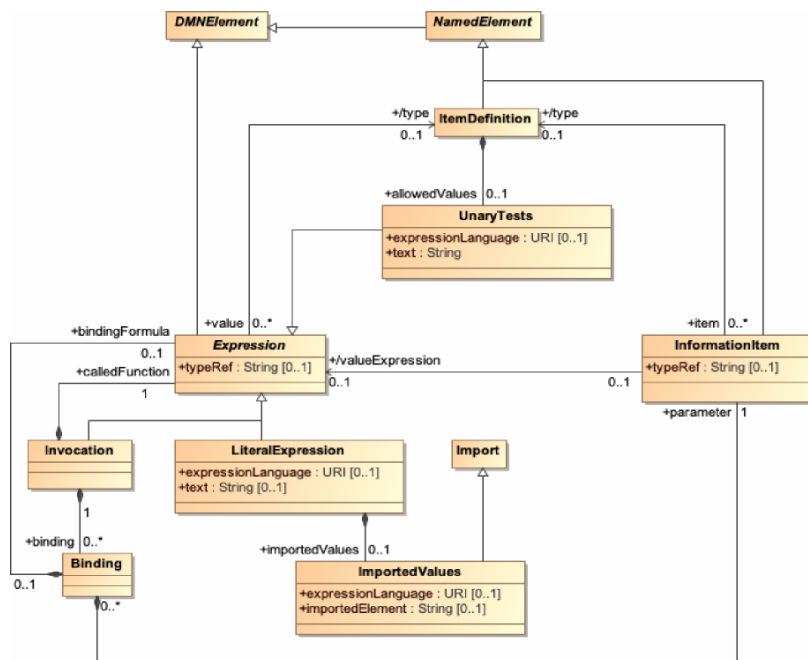 DMNElement
NamedElement
+/type
0..1
ItemDefinition
+/type
0..1
+allowedValues
0..1
UnaryTests
+expressionLanguage : URI [0..1]
+text : String
+bindingFormula
0..1
+value
0..*
+item
0..*
Expression
+typeRef : String [0..1]
+/valueExpression
0..1
0..1
InformationItem
+typeRef : String [0..1]
+calledFunction
1
+parameter
1
Invocation
LiteralExpression
+expressionLanguage : URI [0..1]
+text : String [0..1]
Import
1
+binding
0..*
+importedValues
0..1
Binding
0..1
0..*
ImportedValues
+expressionLanguage : URI [0..1]
+importedElement : String [0..1]